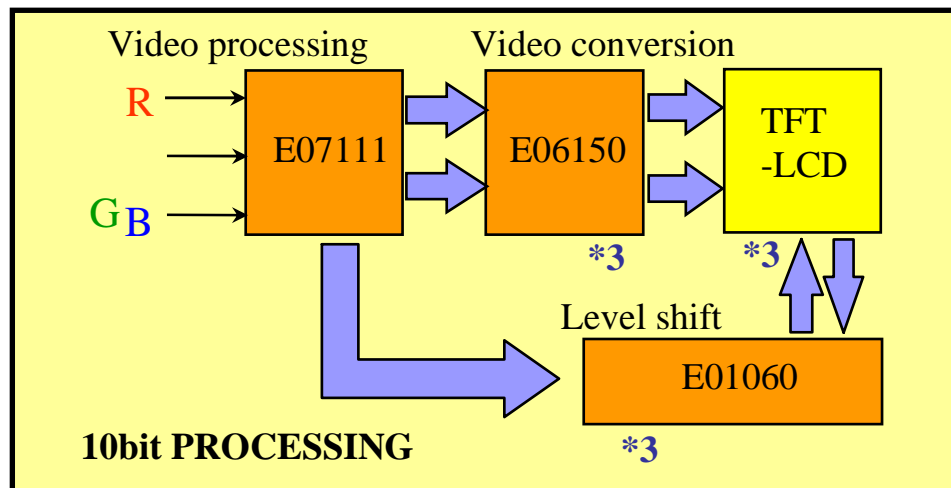 Video processing
Video conversion
R
G
B
E07111
E06150
TFT
-LCD
*3
*3
Level shift
E01060
10bit PROCESSING
*3